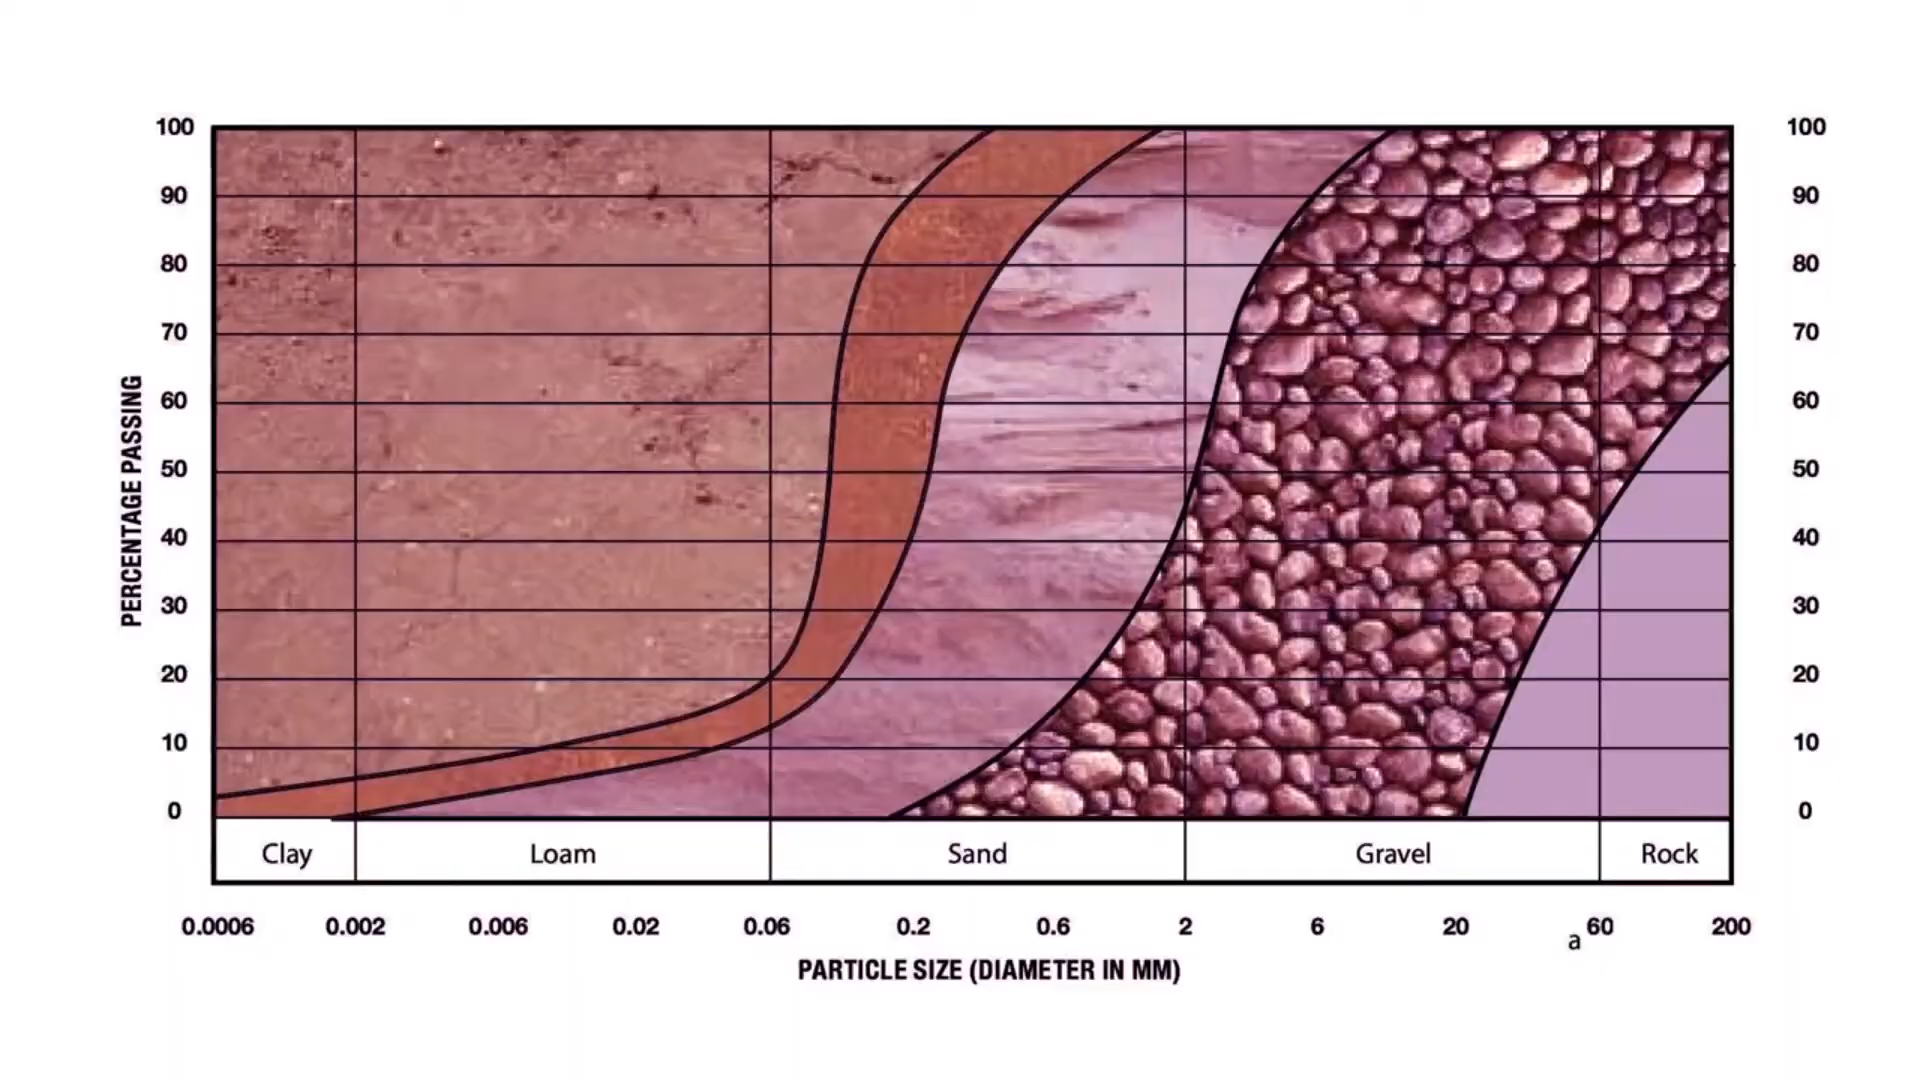 100 100
90 90
80 80
70 70
60 60
50 50
40 40
30 30
20 20
10 10
0 0
PERCENTAGE PASSING
Clay Loam Sand Gravel Rock
0.0006 0.002 0.006 0.02 0.06 0.2 0.6 2 6 20 a 60 200
PARTICLE SIZE (DIAMETER IN MM)